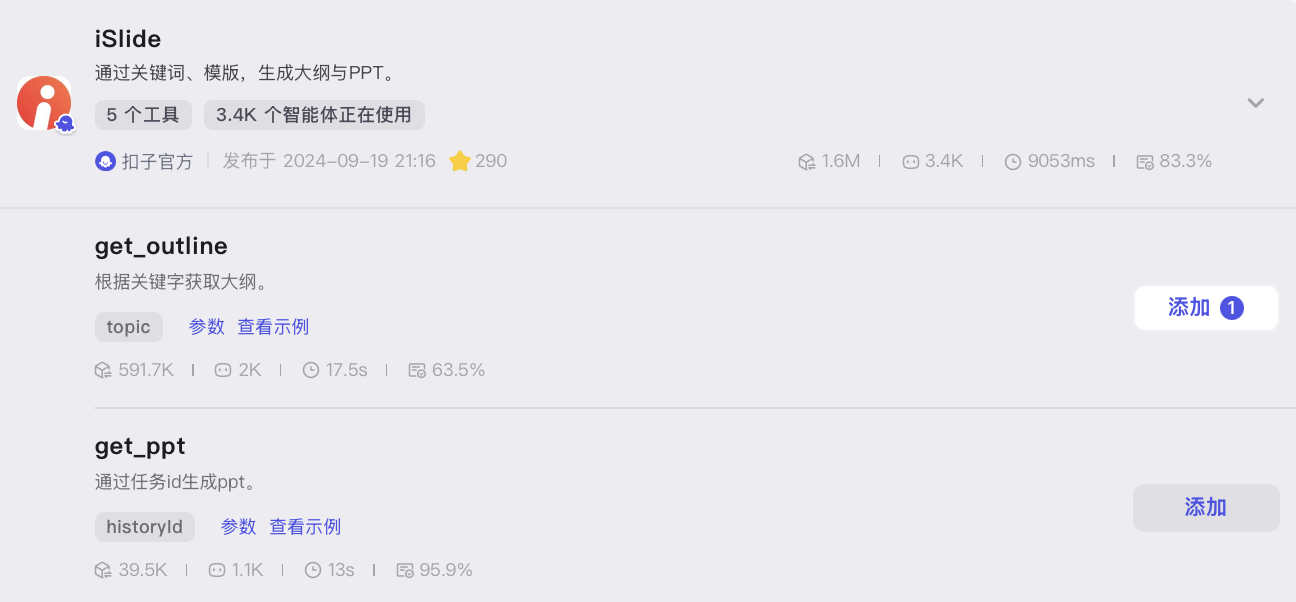 iSlide
通过关键词、模版，生成大纲与PPT。
5 个工具 3.4K 个智能体正在使用
扣子官方 发布于 2024-09-19 21:16 290 1.6M 3.4K 9053ms 83.3%
get_outline
根据关键字获取大纲。
添加 1
topic 参数 查看示例
591.7K 2K 17.5s 63.5%
get_ppt
通过任务id生成ppt。
添加
historyId 参数 查看示例
39.5K 1.1K 13s 95.9%